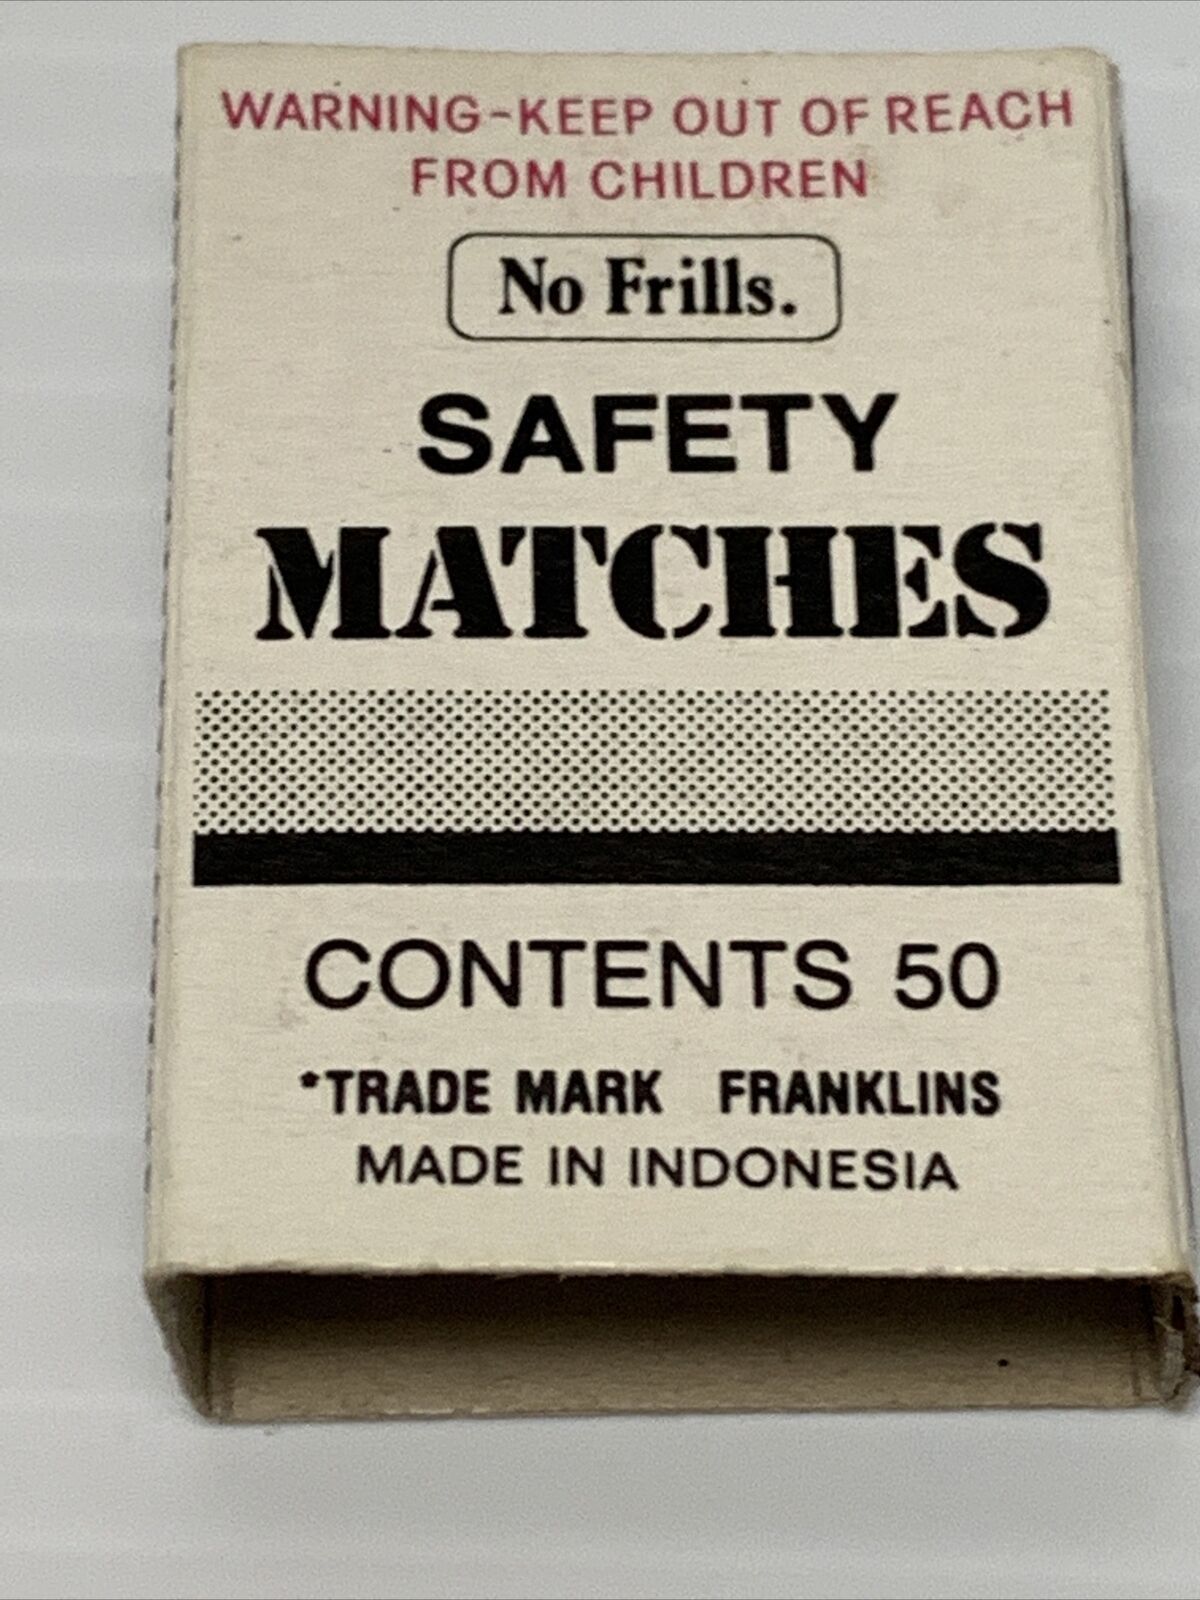 WARNING-KEEP OUT OF REACH
FROM CHILDREN
No Frills.
SAFETY
MATCHES
CONTENTS 50
*TRADE MARK FRANKLINS
MADE IN INDONESIA